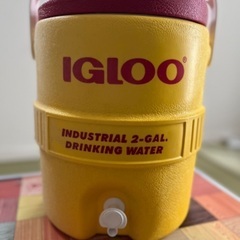 IGLOO®
INDUSTRIAL 2-GAL.
DRINKING WATER